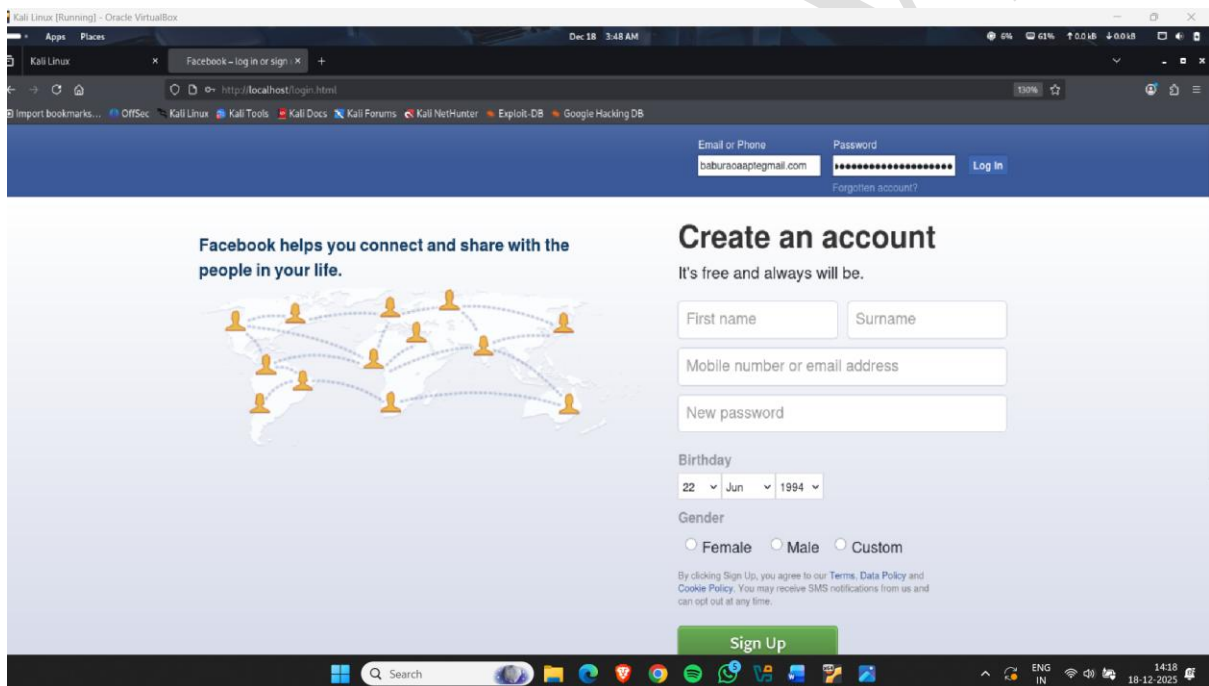 Kali Linux [Running] - Oracle VirtualBox
Apps Places Dec 18 3:48 AM 6% 61% ↑0.0 kB ↓0.0 kB
Kali Linux × Facebook – log in or sign × +
http://localhost/login.html 130%
Import bookmarks... OffSec Kali Linux Kali Tools Kali Docs Kali Forums Kali NetHunter Exploit-DB Google Hacking DB
Email or Phone Password
baburaoaaptegmail.com Log In
Forgotten account?
Facebook helps you connect and share with the
people in your life.
Create an account
It's free and always will be.
First name Surname
Mobile number or email address
New password
Birthday
22 Jun 1994
Gender
Female Male Custom
By clicking Sign Up, you agree to our Terms, Data Policy and
Cookie Policy. You may receive SMS notifications from us and
can opt out at any time.
Sign Up
Search ENG 14:18
IN 18-12-2025